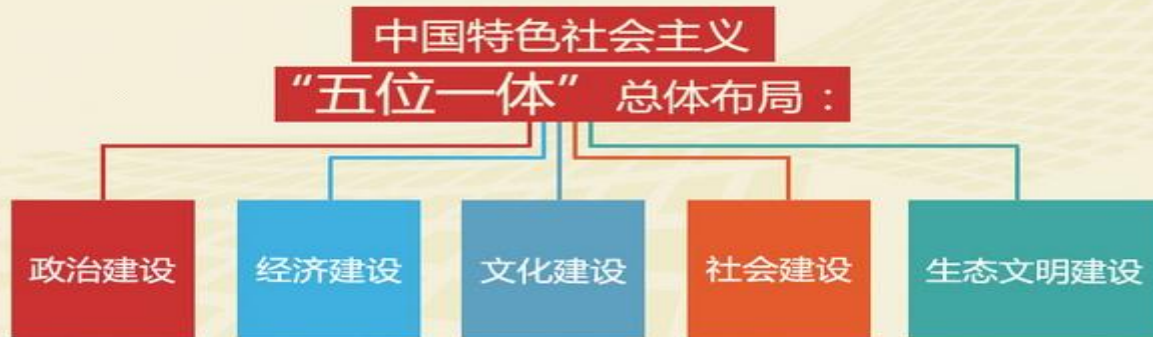 中国特色社会主义
“五位一体” 总体布局：
政治建设
经济建设
文化建设
社会建设
生态文明建设